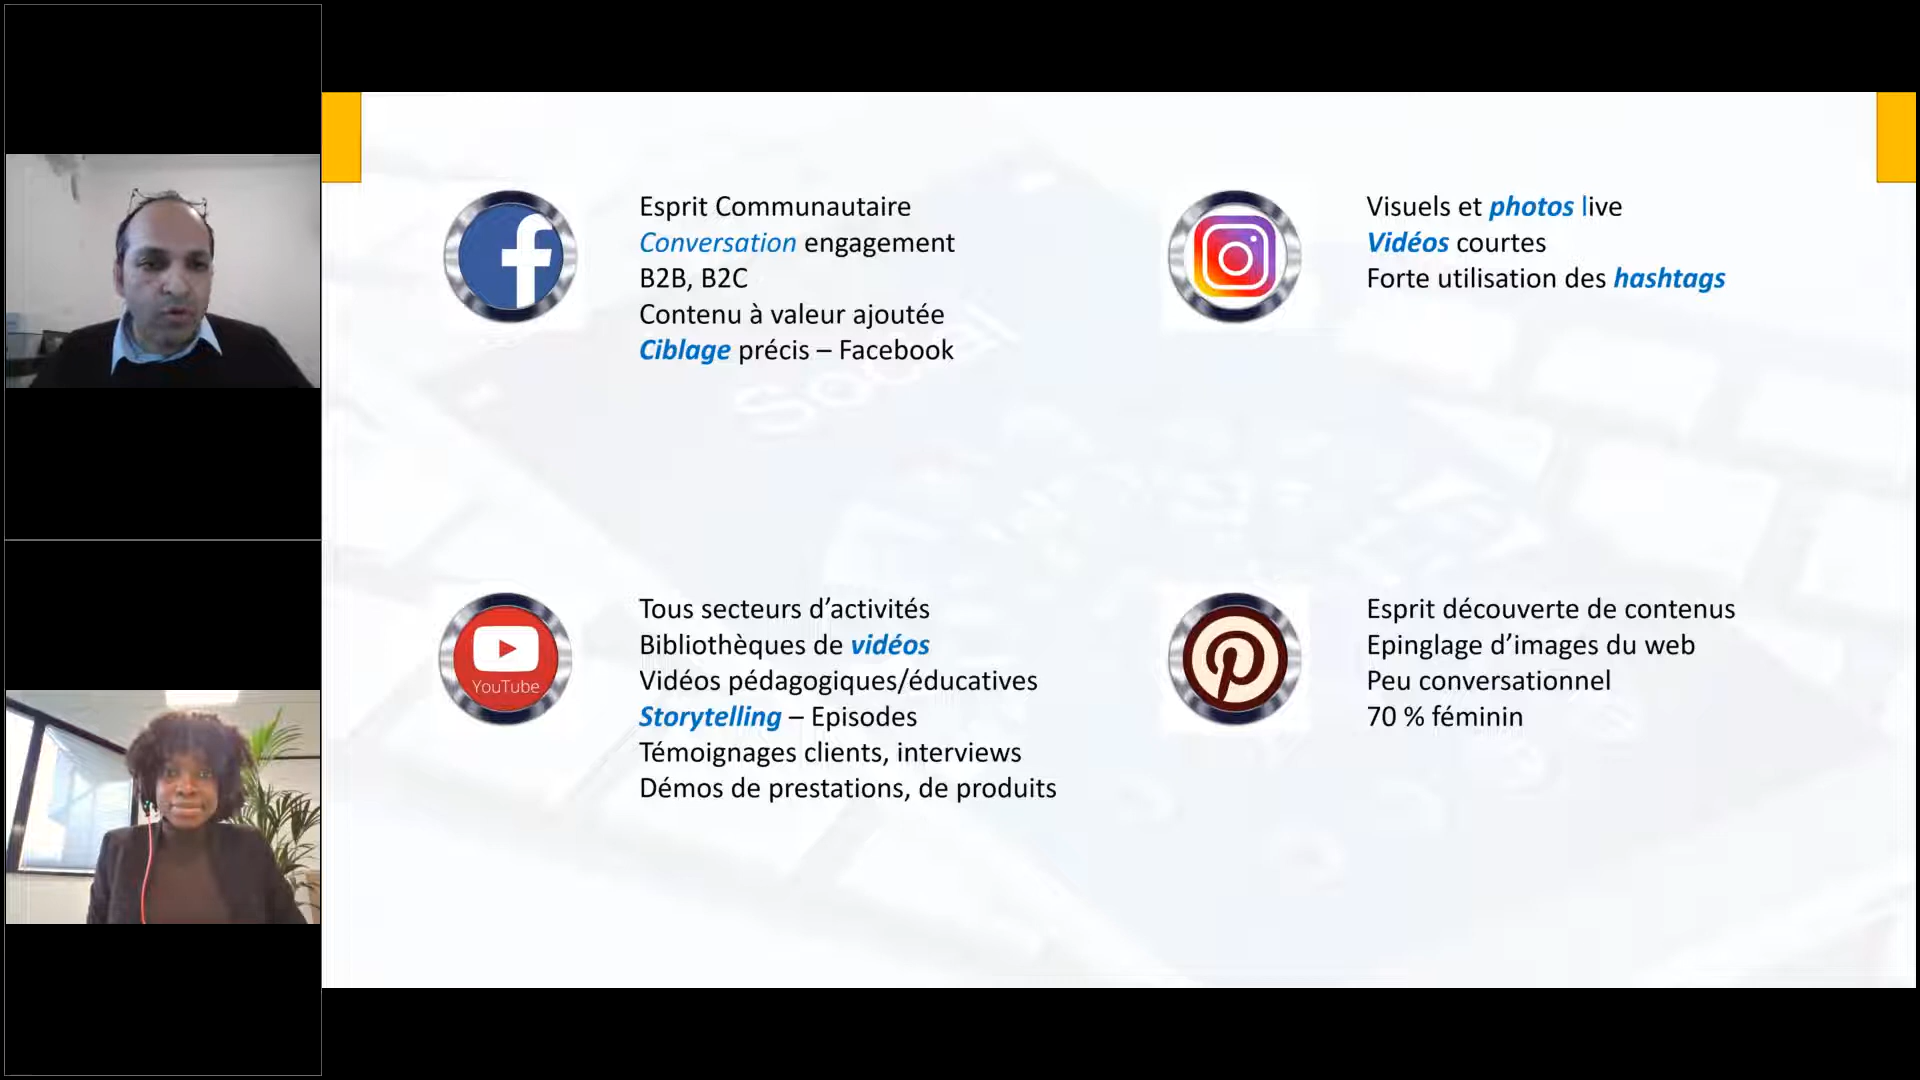 Esprit Communautaire
Conversation engagement
B2B, B2C
Contenu à valeur ajoutée
Ciblage précis – Facebook
Visuels et photos live
Vidéos courtes
Forte utilisation des hashtags
Social
YouTube
Tous secteurs d’activités
Bibliothèques de vidéos
Vidéos pédagogiques/éducatives
Storytelling – Episodes
Témoignages clients, interviews
Démos de prestations, de produits
Esprit découverte de contenus
Epinglage d’images du web
Peu conversationnel
70 % féminin